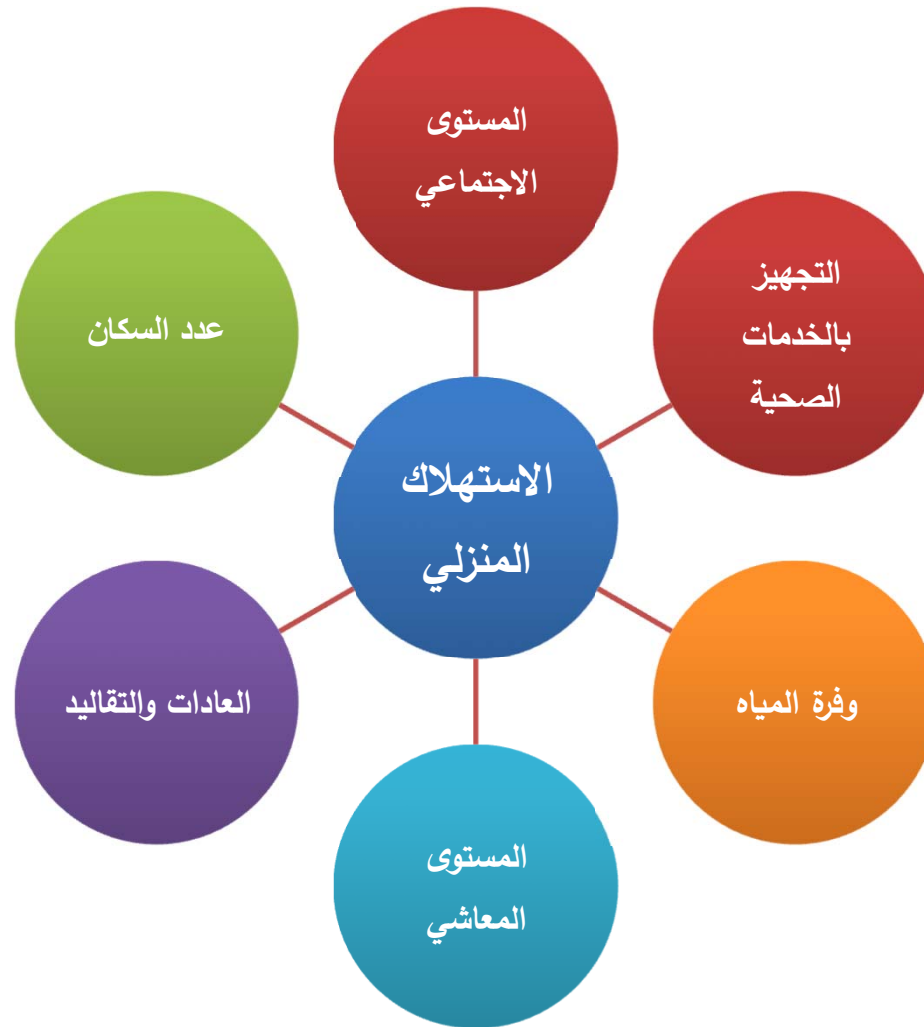 المستوى
الاجتماعي
التجهيز
بالخدمات
الصحية
عدد السكان
الاستهلاك
المنزلي
وفرة المياه
العادات والتقاليد
المستوى
المعاشي